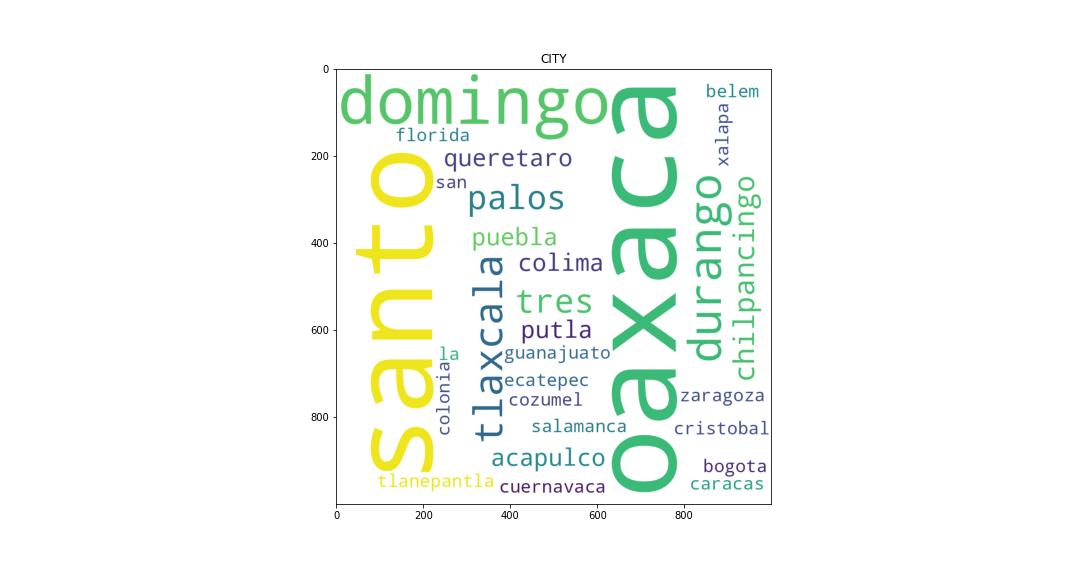 CITY
0
200
400
600
800
0
200
400
600
800
domingo
florida
santo
queretaro
san
palos
puebla
colima
tlaxcala
tres
putla
la
guanajuato
colonia
ecatepec
cozumel
salamanca
acapulco
tlanepantla
cuernavaca
oaxaca
belem
xalapa
durango
chilpancingo
zaragoza
cristobal
bogota
caracas